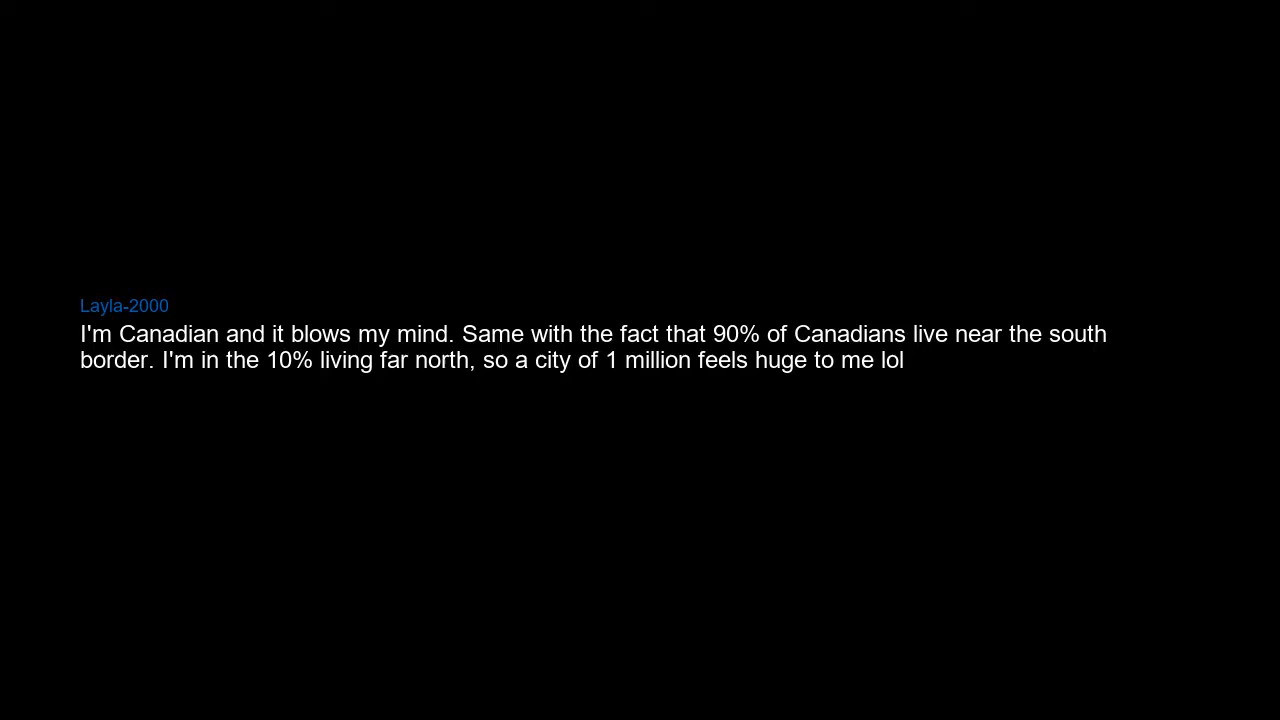 Layla-2000
I'm Canadian and it blows my mind. Same with the fact that 90% of Canadians live near the south
border. I'm in the 10% living far north, so a city of 1 million feels huge to me lol